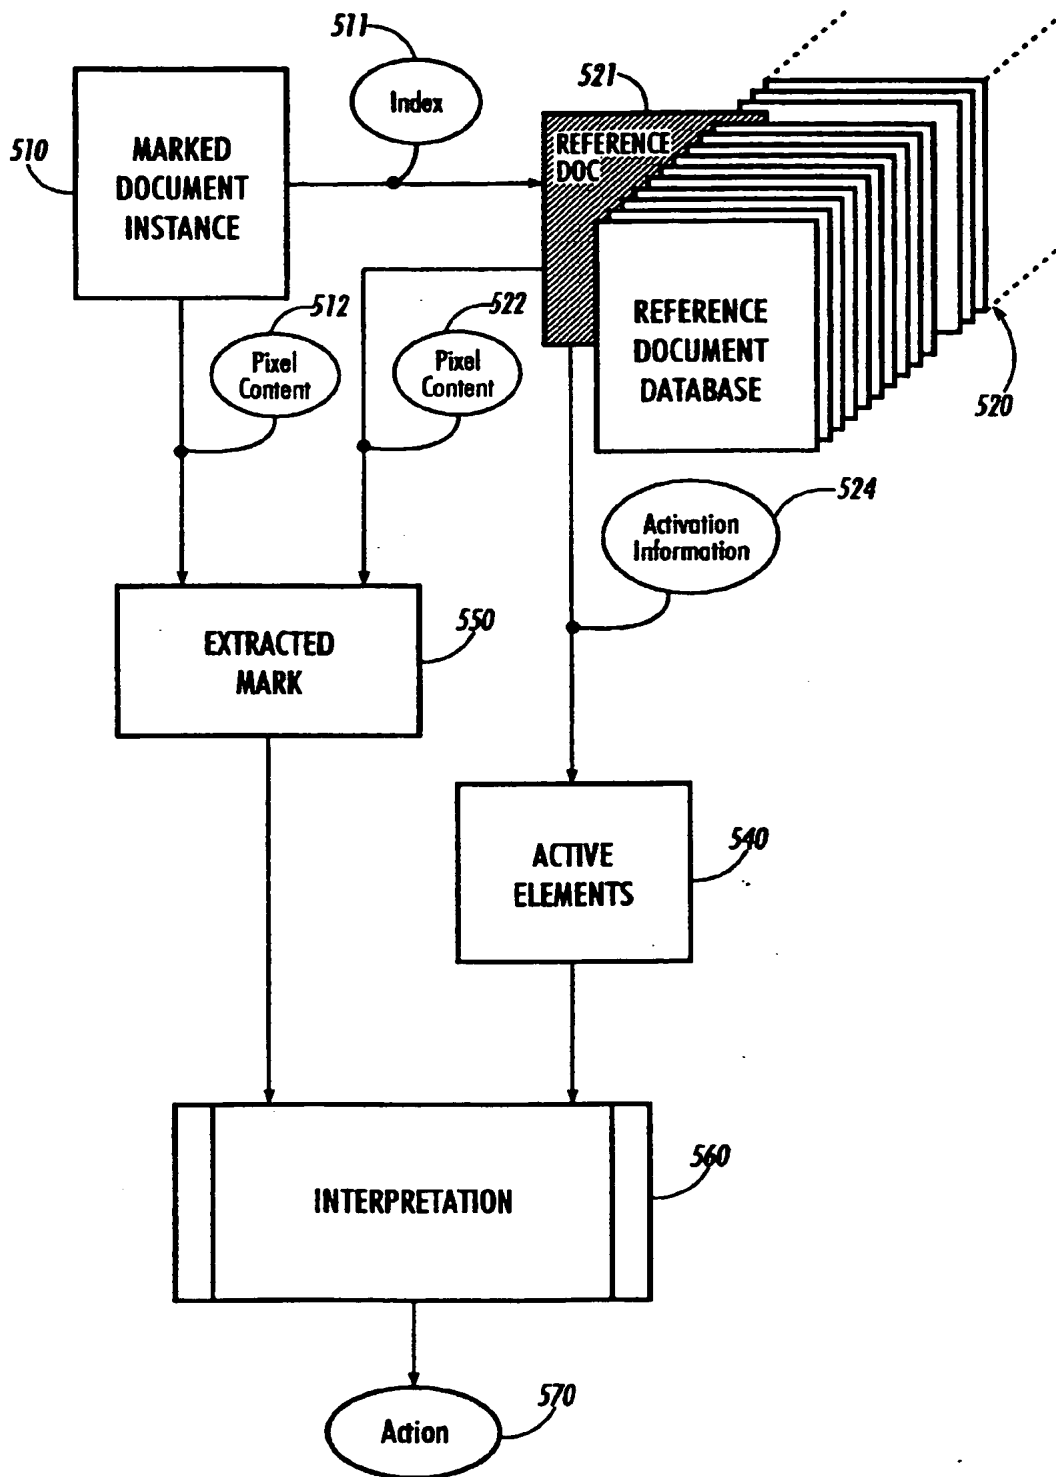 511
Index
521
510
MARKED
DOCUMENT
INSTANCE
REFERENCE
DOC
512
522
REFERENCE
DOCUMENT
DATABASE
520
Pixel
Content
Pixel
Content
524
Activation
Information
EXTRACTED
MARK
550
ACTIVE
ELEMENTS
540
INTERPRETATION
560
Action
570